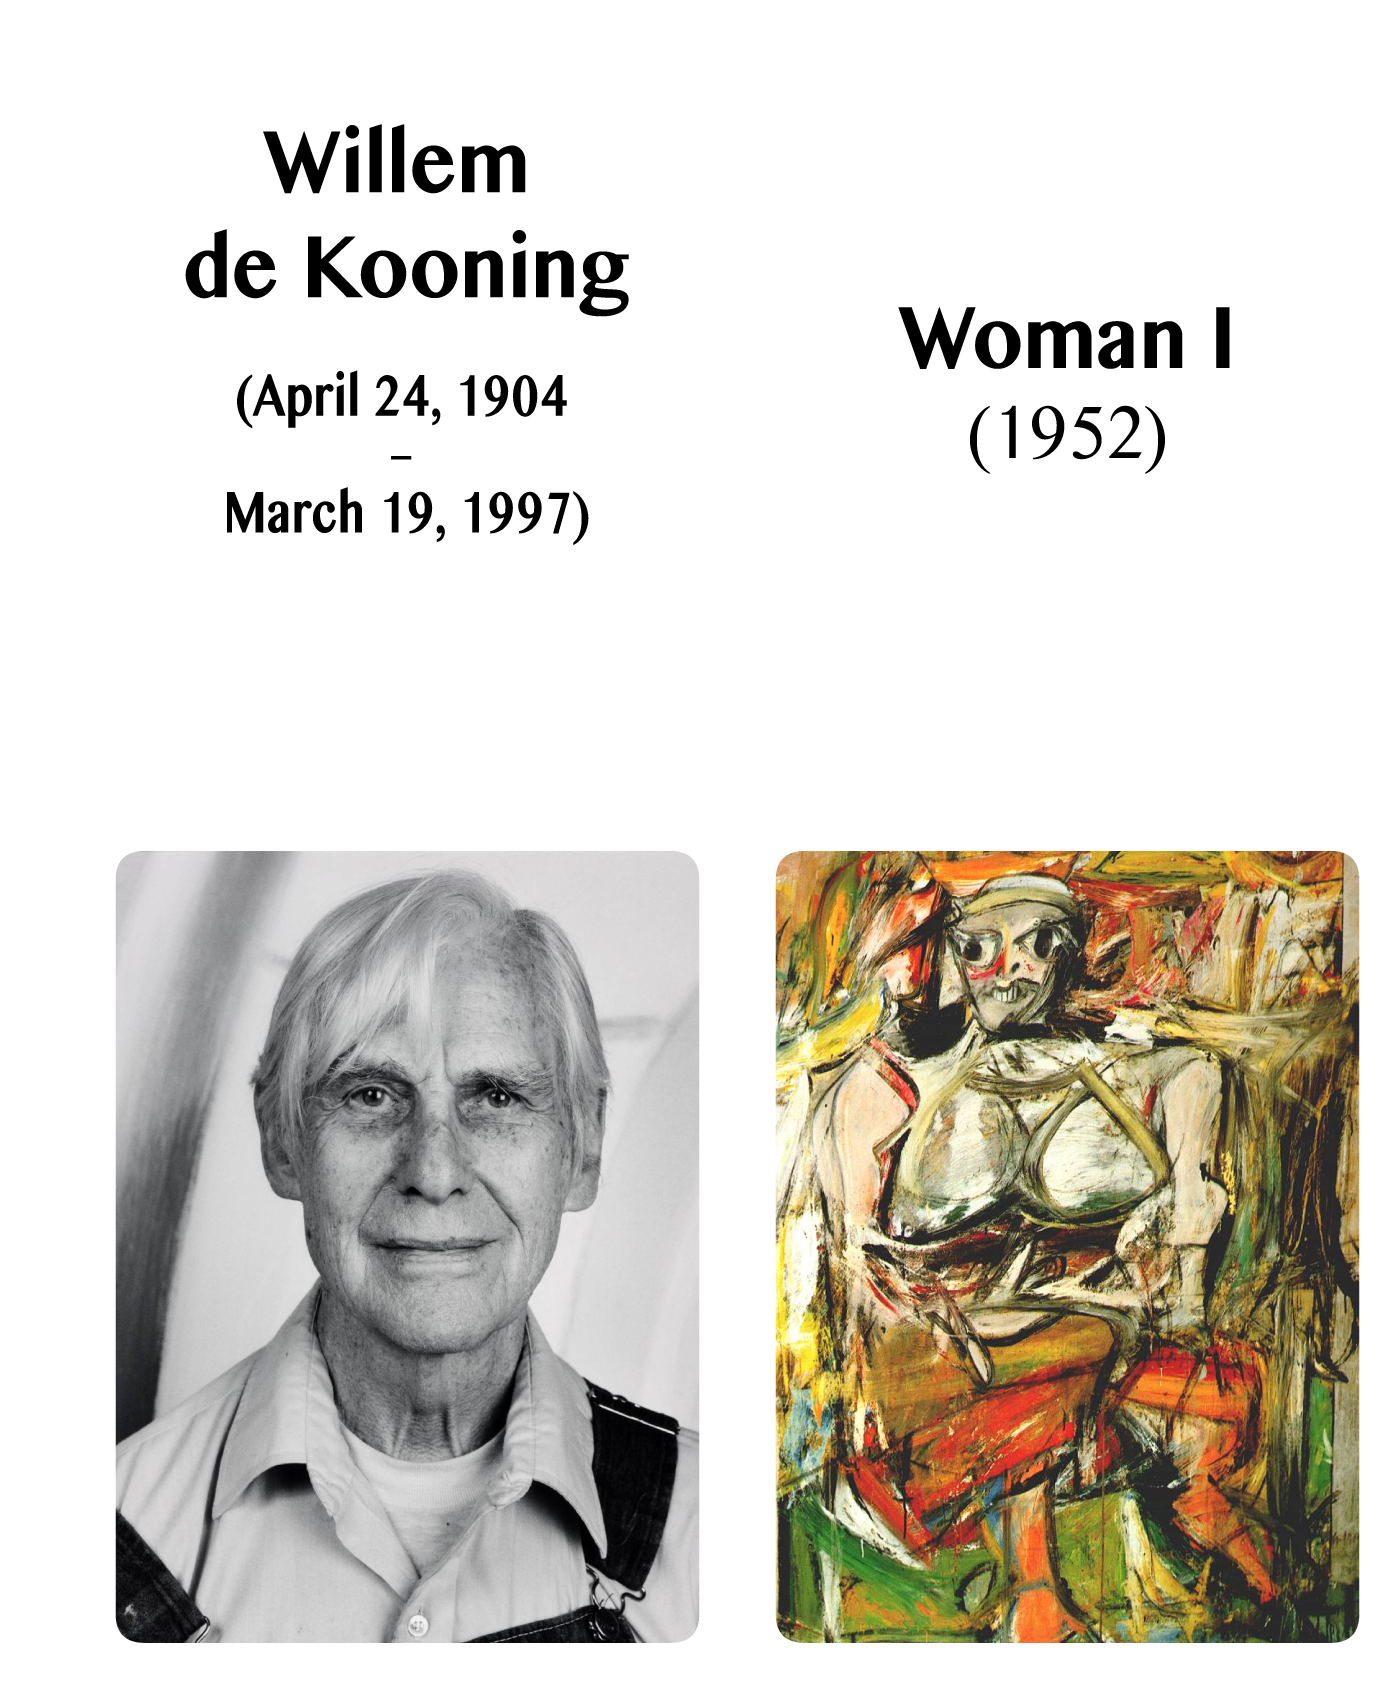 Willem
de Kooning
(April 24, 1904
–
March 19, 1997)
Woman I
(1952)